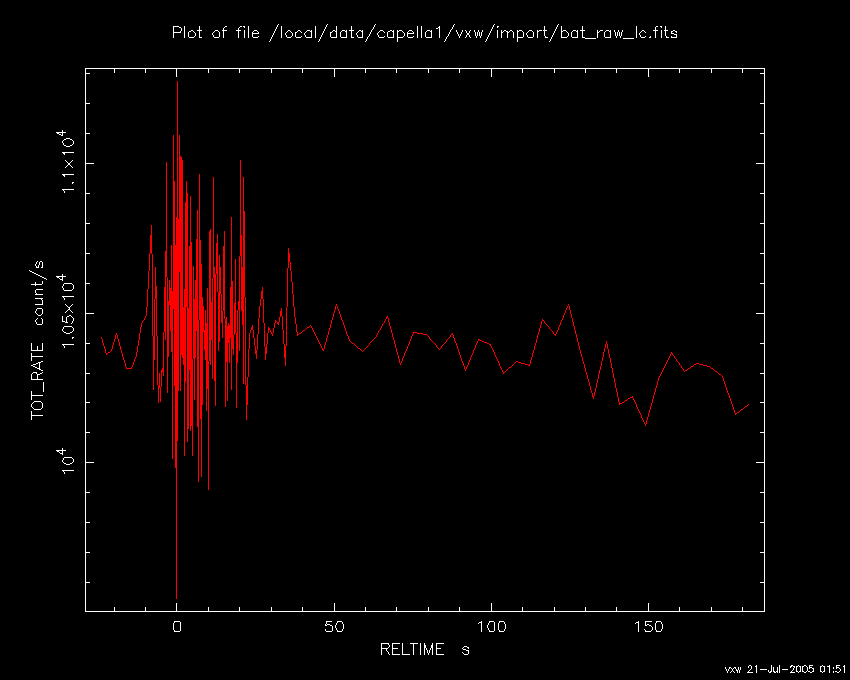 Plot of file /local/data/capella1/vxw/import/bat_raw_lc.fits
1.1×10⁴
1.05×10⁴
10⁴
TOT_RATE count/s
0 50 100 150
RELTIME s
vxw 21-Jul-2005 01:51